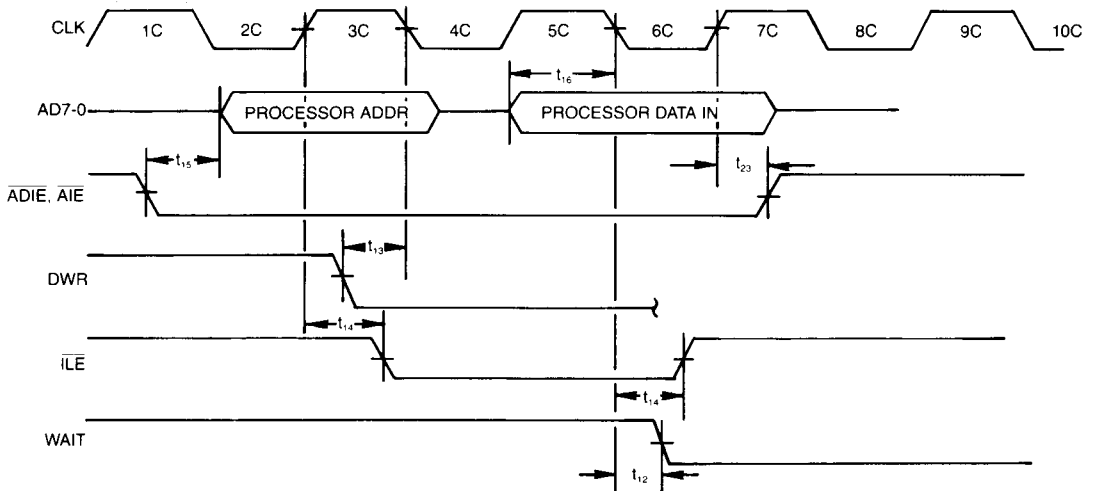 CLK 1C 2C 3C 4C 5C 6C 7C 8C 9C 10C
t16
AD7-0 PROCESSOR ADDR PROCESSOR DATA IN
t15 t23
ADIE, AIE
t13
DWR
t14
ILE
t14
WAIT
t12